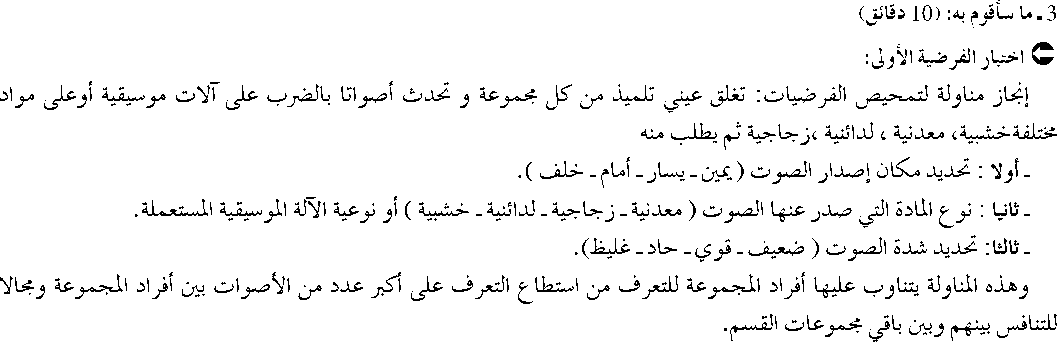 3 ـ ما سأقوم به: (10 دقائق)
اختبار الفرضية الأولى:
إنجاز مناولة لتمحيص الفرضيات: تغلق عيني تلميذ من كل مجموعة و تحدث أصواتا بالضرب على آلات موسيقية أوعلى مواد
مختلفةخشبية، معدنية ، لدائنية ،زجاجية ثم يطلب منه
ـ أولا : تحديد مكان إصدار الصوت ( يمين ـ يسار ـ أمام ـ خلف ).
ـ ثانيا : نوع المادة التي صدر عنها الصوت ( معدنية ـ زجاجية ـ لدائنية ـ خشبية ) أو نوعية الآلة الموسيقية المستعملة.
ـ ثالثا: تحديد شدة الصوت ( ضعيف ـ قوي ـ حاد ـ غليظ).
وهذه المناولة يتناوب عليها أفراد المجموعة للتعرف من استطاع التعرف على أكبر عدد من الأصوات بين أفراد المجموعة ومجالا
للتنافس بينهم وبين باقي مجموعات القسم.